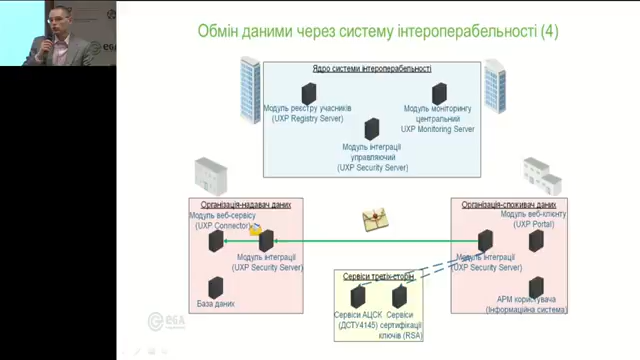 Обмін даними через систему інтероперабельності (4)
Ядро системи інтероперабельності
Модуль реєстру учасників
(UXP Registry Server)
Модуль моніторингу
центральний
UXP Monitoring Server
Модуль інтеграції
управляючий
(UXP Security Server)
Організація-надавач даних
Модуль веб-сервісу
(UXP Connector)
Модуль інтеграції
(UXP Security Server)
База даних
Організація-споживач даних
Модуль веб-клієнту
(UXP Portal)
Модуль інтеграції
(UXP Security Server)
АРМ користувача
(Інформаційна система)
Сервіси третіх-сторін
Сервіси АЦСК
(ДСТУ4145)
Сервіси
сертифікації
ключів (RSA)